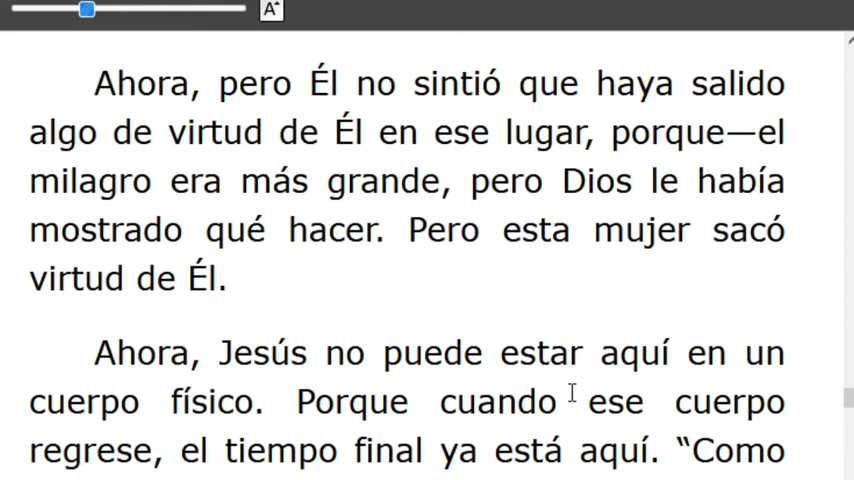 A
Ahora, pero Él no sintió que haya salido
algo de virtud de Él en ese lugar, porque—el
milagro era más grande, pero Dios le había
mostrado qué hacer. Pero esta mujer sacó
virtud de Él.
Ahora, Jesús no puede estar aquí en un
cuerpo físico. Porque cuando ese cuerpo
regrese, el tiempo final ya está aquí. “Como